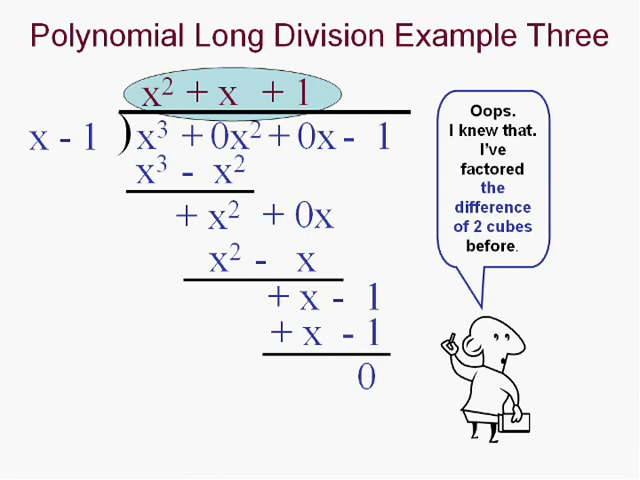 Polynomial Long Division Example Three
x² + x + 1
x - 1 ) x³ + 0x² + 0x - 1
x³ - x²
+ x² + 0x
x² - x
+ x - 1
+ x - 1
0
Oops.
I knew that.
I've
factored
the
difference
of 2 cubes
before.